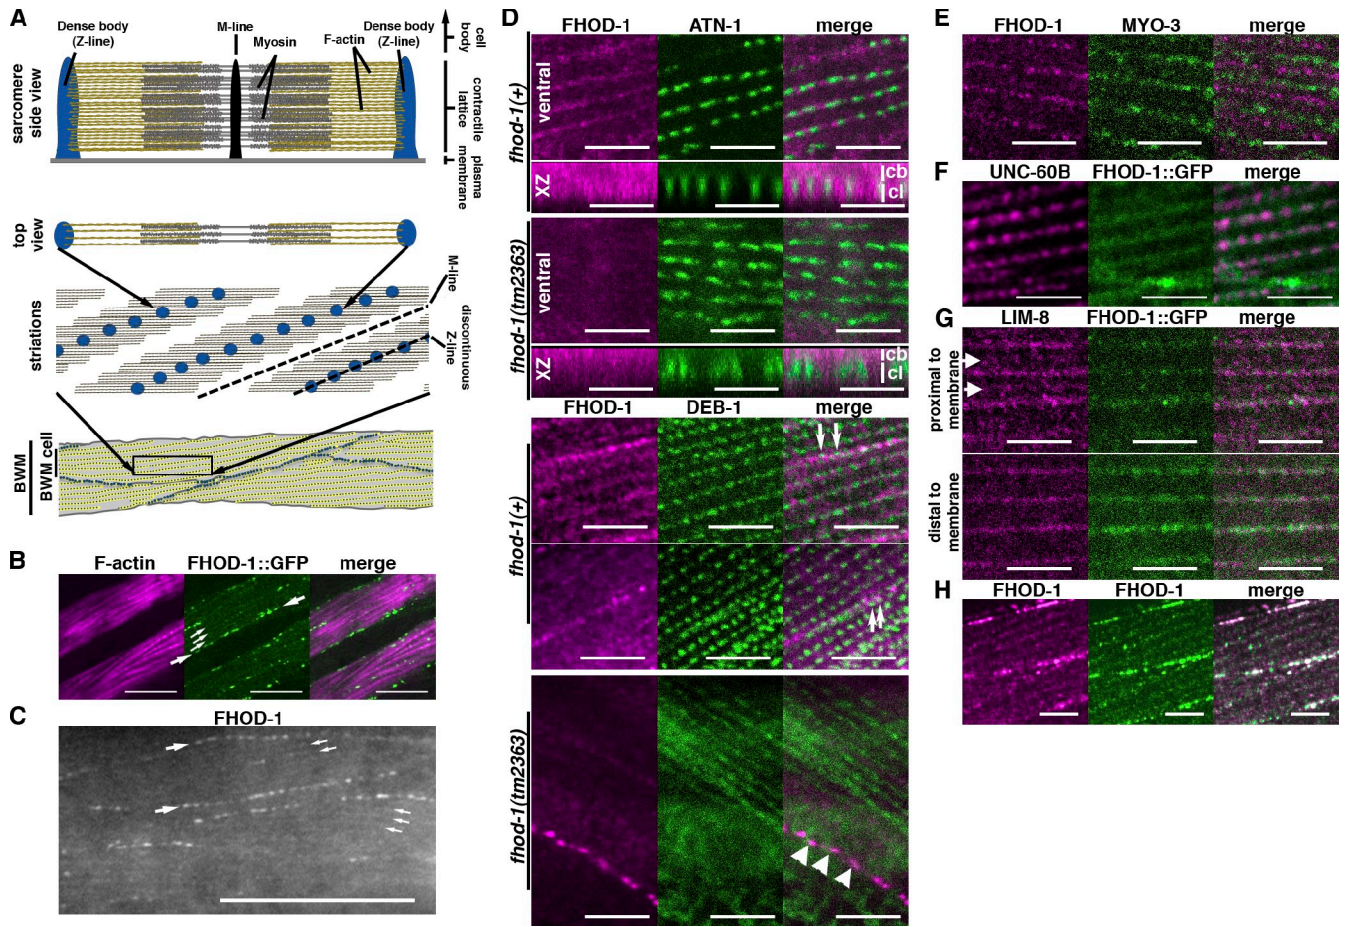 A
Dense body
(Z-line)
M-line
Myosin
F-actin
Dense body
(Z-line)
cell
body
sarcomere
side view
contractile
lattice
plasma
membrane
top
view
M-line
striations
discontinuous
Z-line
BWM
BWM cell
B
F-actin
FHOD-1::GFP
merge
C
FHOD-1
D
FHOD-1
ATN-1
merge
fhod-1(+)
ventral
XZ
cb
cl
fhod-1(tm2363)
ventral
XZ
cb
cl
FHOD-1
DEB-1
merge
fhod-1(+)
fhod-1(tm2363)
E
FHOD-1
MYO-3
merge
F
UNC-60B
FHOD-1::GFP
merge
G
LIM-8
FHOD-1::GFP
merge
proximal to
membrane
distal to
membrane
H
FHOD-1
FHOD-1
merge